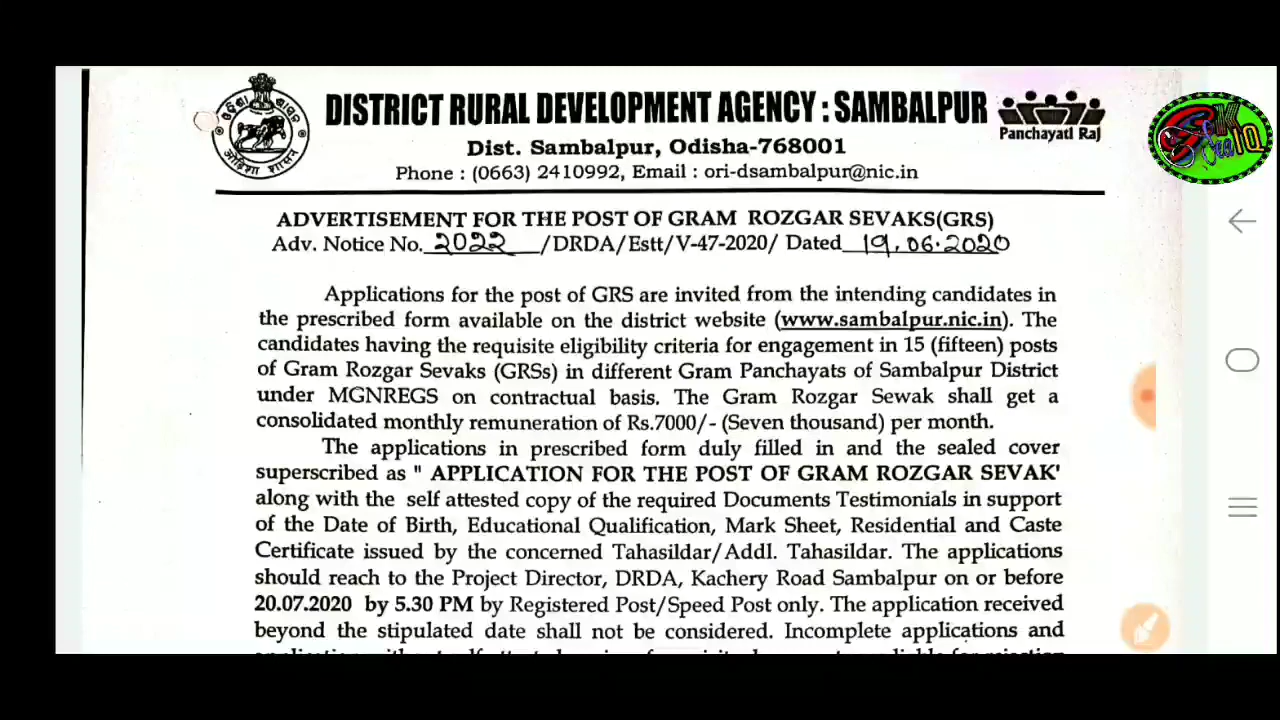 DISTRICT RURAL DEVELOPMENT AGENCY : SAMBALPUR
Panchayati Raj
Dist. Sambalpur, Odisha-768001
Phone : (0663) 2410992, Email : ori-dsambalpur@nic.in
ADVERTISEMENT FOR THE POST OF GRAM ROZGAR SEVAKS(GRS)
Adv. Notice No. 2022 /DRDA/Estt/V-47-2020/ Dated 19.06.2020
Applications for the post of GRS are invited from the intending candidates in
the prescribed form available on the district website (www.sambalpur.nic.in). The
candidates having the requisite eligibility criteria for engagement in 15 (fifteen) posts
of Gram Rozgar Sevaks (GRSs) in different Gram Panchayats of Sambalpur District
under MGNREGS on contractual basis. The Gram Rozgar Sewak shall get a
consolidated monthly remuneration of Rs.7000/- (Seven thousand) per month.
The applications in prescribed form duly filled in and the sealed cover
superscribed as " APPLICATION FOR THE POST OF GRAM ROZGAR SEVAK'
along with the self attested copy of the required Documents Testimonials in support
of the Date of Birth, Educational Qualification, Mark Sheet, Residential and Caste
Certificate issued by the concerned Tahasildar/Addl. Tahasildar. The applications
should reach to the Project Director, DRDA, Kachery Road Sambalpur on or before
20.07.2020 by 5.30 PM by Registered Post/Speed Post only. The application received
beyond the stipulated date shall not be considered. Incomplete applications and